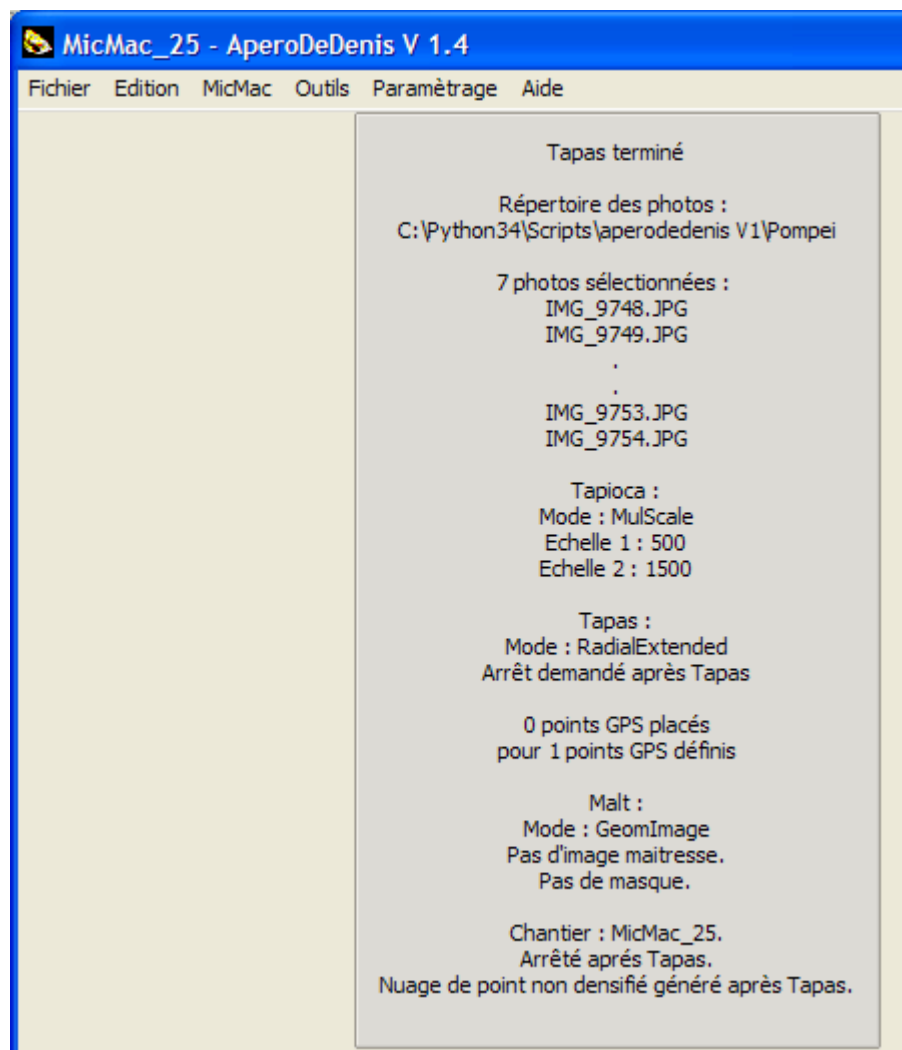 MicMac_25 - AperoDeDenis V 1.4
Fichier Edition MicMac Outils Paramètrage Aide
Tapas terminé
Répertoire des photos :
C:\Python34\Scripts\aperodedenis V1\Pompei
7 photos sélectionnées :
IMG_9748.JPG
IMG_9749.JPG
.
.
IMG_9753.JPG
IMG_9754.JPG
Tapioca :
Mode : MulScale
Echelle 1 : 500
Echelle 2 : 1500
Tapas :
Mode : RadialExtended
Arrêt demandé après Tapas
0 points GPS placés
pour 1 points GPS définis
Malt :
Mode : GeomImage
Pas d'image maitresse.
Pas de masque.
Chantier : MicMac_25.
Arrêté aprés Tapas.
Nuage de point non densifié généré après Tapas.